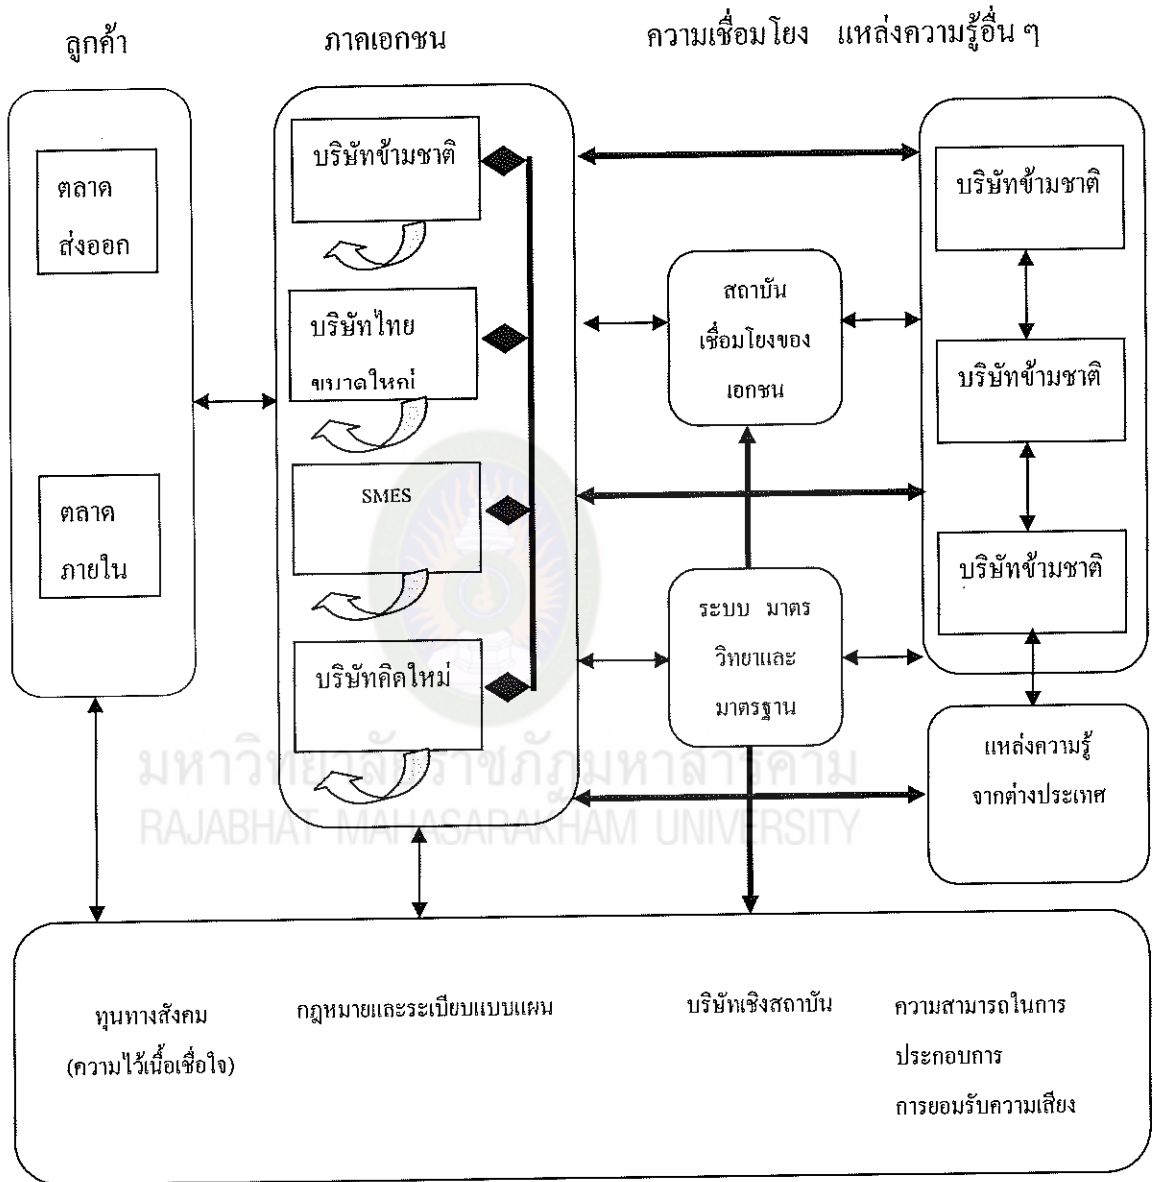 ลูกค้า
ภาคเอกชน
ความเชื่อมโยง แหล่งความรู้อื่น ๆ
ตลาด
ส่งออก
ตลาด
ภายใน
บริษัทข้ามชาติ
บริษัทไทย
ขนาดใหญ่
SMES
บริษัทคิดใหม่
สถาบัน
เชื่อมโยงของ
เอกชน
ระบบ มาตร
วิทยาและ
มาตรฐาน
บริษัทข้ามชาติ
บริษัทข้ามชาติ
บริษัทข้ามชาติ
แหล่งความรู้
จากต่างประเทศ
มหาวิทยาลัยราชภัฏมหาสารคาม
RAJABHAT MAHASARAKHAM UNIVERSITY
ทุนทางสังคม
(ความไว้เนื้อเชื่อใจ)
กฎหมายและระเบียบแบบแผน
บริษัทเชิงสถาบัน
ความสามารถในการ
ประกอบการ
การยอมรับความเสี่ยง